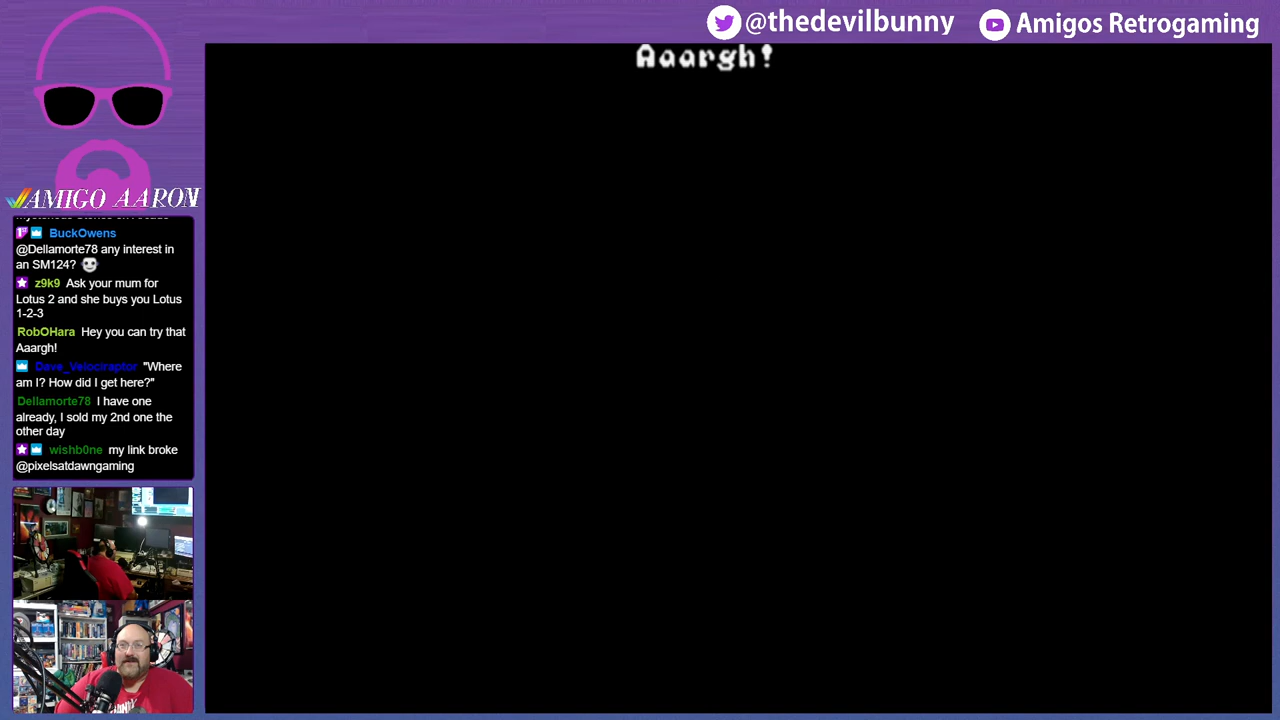 @thedevilbunny
Amigos Retrogaming
Aaargh!
AMIGO AARON
BuckOwens
@Dellamorte78 any interest in
an SM124?
z9k9 Ask your mum for
Lotus 2 and she buys you Lotus
1-2-3
RobOHara Hey you can try that
Aaargh!
Dave_Velociraptor "Where
am I? How did I get here?"
Dellamorte78 I have one
already, I sold my 2nd one the
other day
wishb0ne my link broke
@pixelsatdawngaming